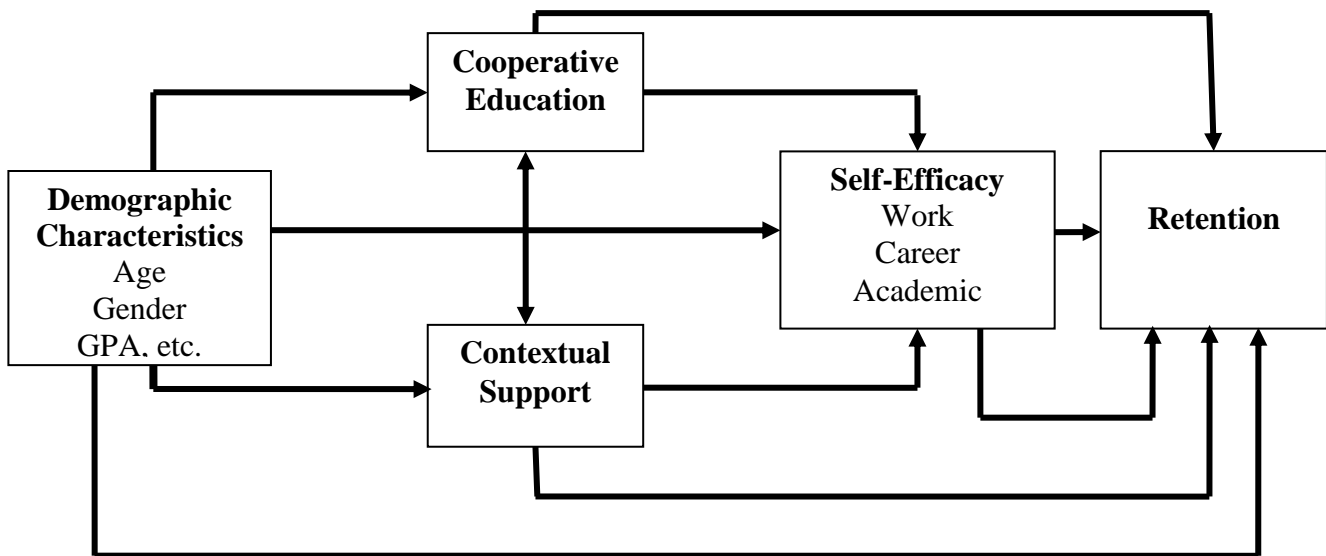 Cooperative
Education
Demographic
Characteristics
Age
Gender
GPA, etc.
Self-Efficacy
Work
Career
Academic
Retention
Contextual
Support